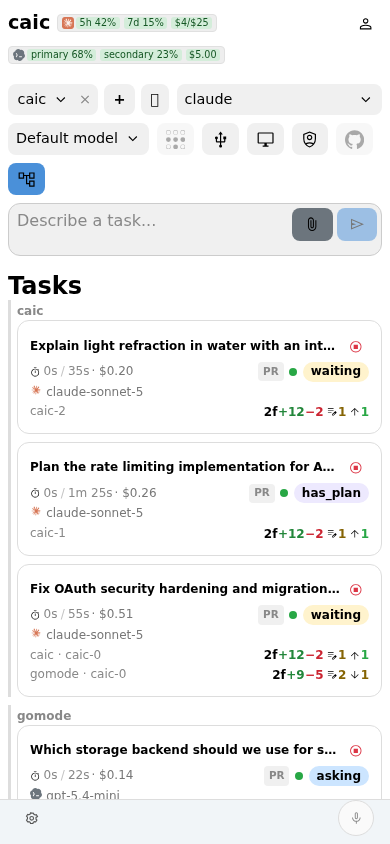 caic 5h 42% 7d 15% $4/$25
primary 68% secondary 23% $5.00
caic × + claude
Default model
Describe a task...
Tasks
caic
Explain light refraction in water with an int...
0s / 35s · $0.20 PR waiting
claude-sonnet-5
caic-2 2f+12−2 1 ↑1
Plan the rate limiting implementation for A...
0s / 1m 25s · $0.26 PR has_plan
claude-sonnet-5
caic-1 2f+12−2 1 ↑1
Fix OAuth security hardening and migration...
0s / 55s · $0.51 PR waiting
claude-sonnet-5
caic · caic-0 2f+12−2 1 ↑1
gomode · caic-0 2f+9−5 2 ↓1
gomode
Which storage backend should we use for s...
0s / 22s · $0.14 PR asking
gpt-5.4-mini